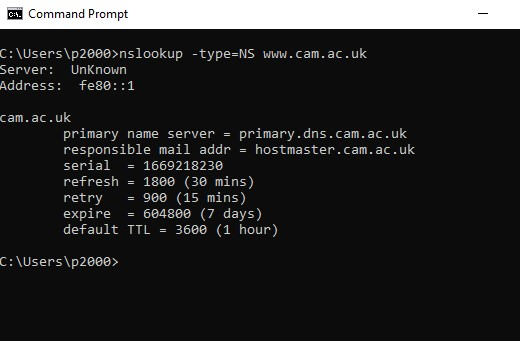 Command Prompt
C:\Users\p2000>nslookup -type=NS www.cam.ac.uk
Server:  UnKnown
Address:  fe80::1
cam.ac.uk
        primary name server = primary.dns.cam.ac.uk
        responsible mail addr = hostmaster.cam.ac.uk
        serial  = 1669218230
        refresh = 1800 (30 mins)
        retry   = 900 (15 mins)
        expire  = 604800 (7 days)
        default TTL = 3600 (1 hour)
C:\Users\p2000>